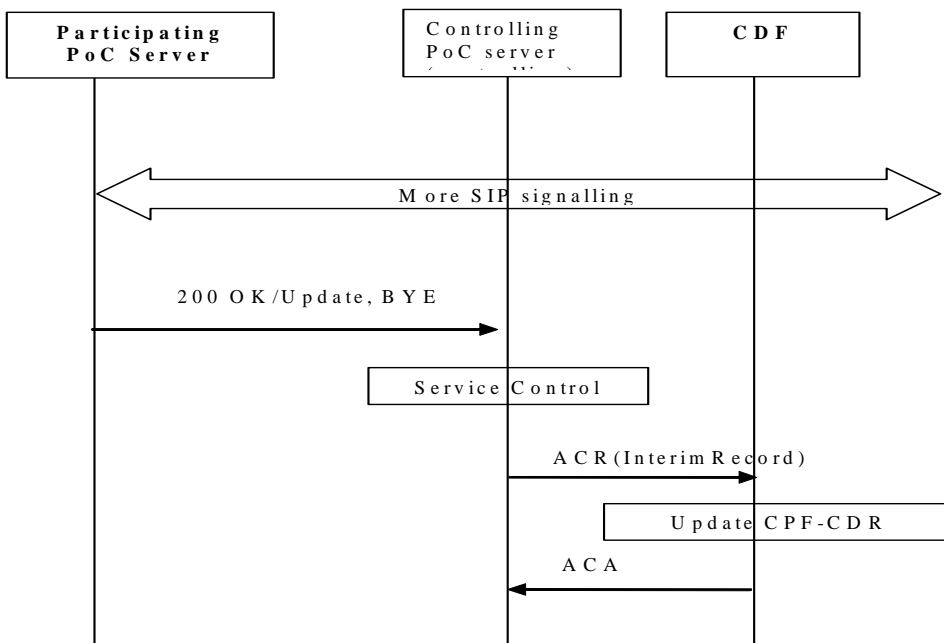 Participating
PoC Server
Controlling
PoC server
CDF
More SIP signalling
200 OK/Update, BYE
Service Control
ACR(Interim Record)
Update CPF-CDR
ACA